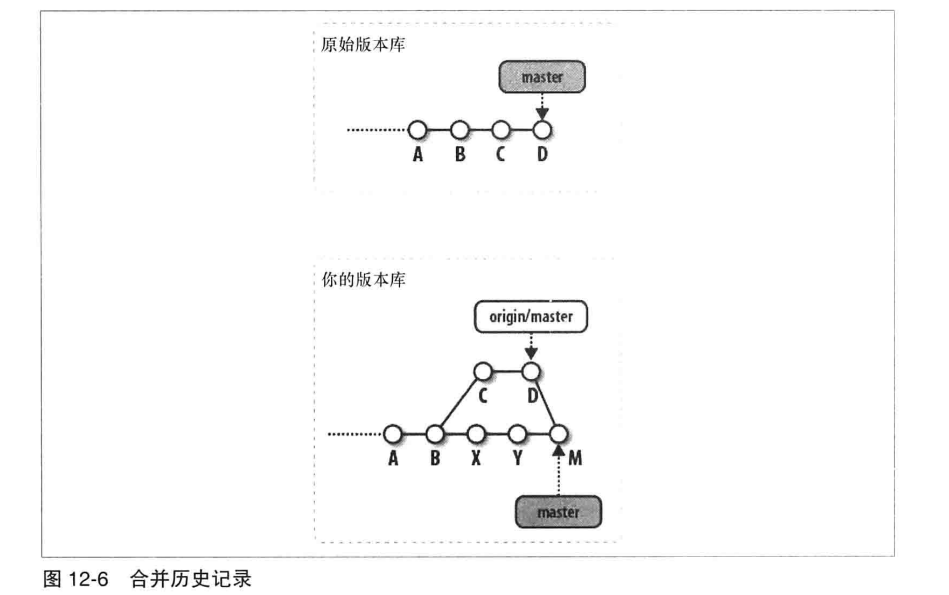 原始版本库
master
A B C D
你的版本库
origin/master
C D
A B X Y M
master
图 12-6 合并历史记录